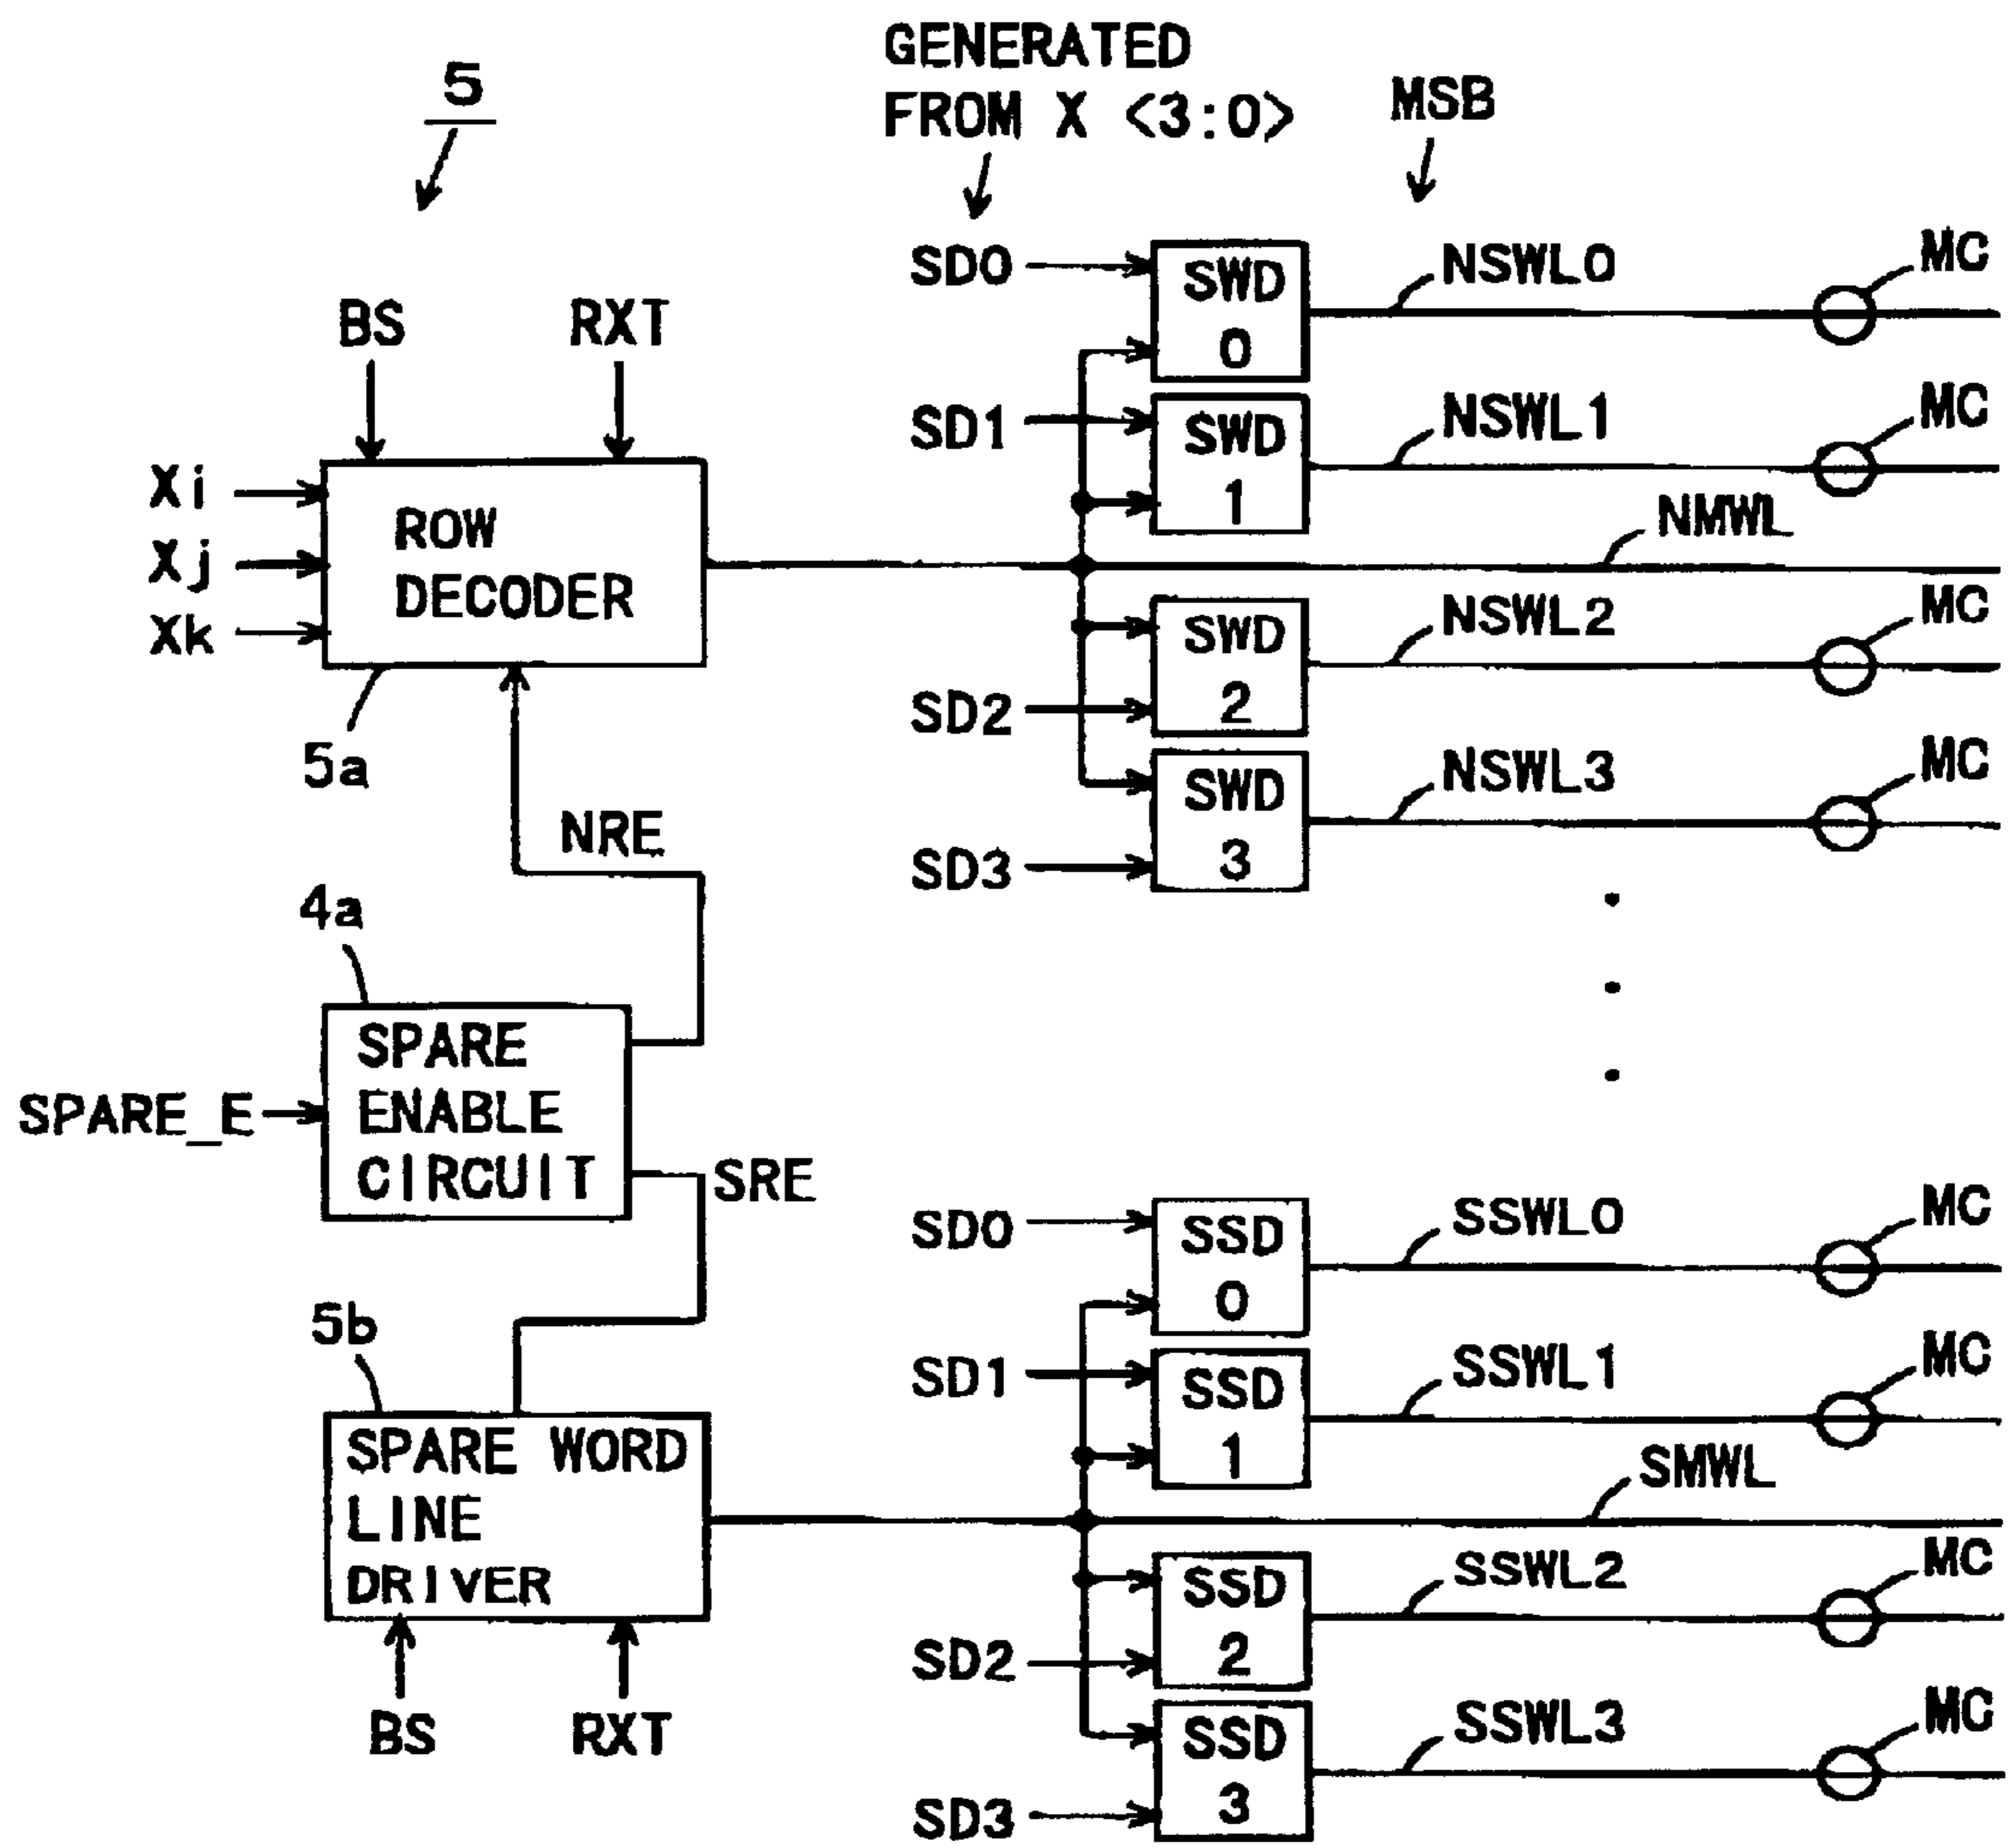 GENERATED
FROM X <3:0>
5
MSB
BS
RXT
Xi
Xj
Xk
ROW
DECODER
5a
NRE
4a
SPARE
ENABLE
CIRCUIT
SPARE_E
SRE
5b
SPARE WORD
LINE
DRIVER
BS
RXT
SD0
SWD
0
NSWL0
MC
SD1
SWD
1
NSWL1
MC
NMWL
SWD
2
NSWL2
MC
SD2
SWD
3
NSWL3
MC
SD3
SD0
SSD
0
SSWL0
MC
SD1
SSD
1
SSWL1
MC
SMWL
SSD
2
SSWL2
MC
SD2
SSD
3
SSWL3
MC
SD3